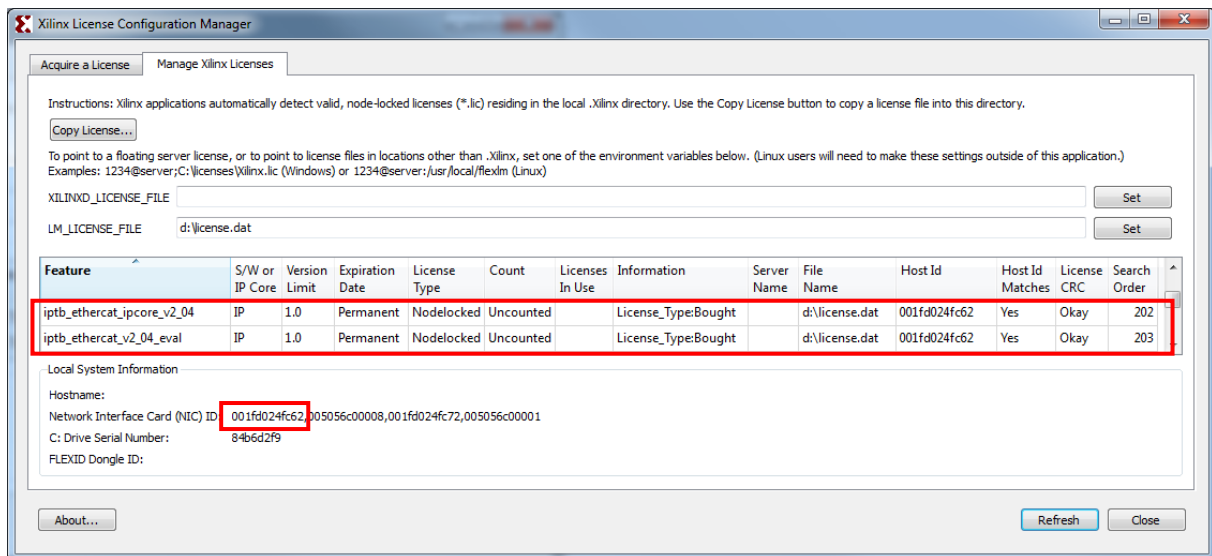 Xilinx License Configuration Manager
Acquire a License
Manage Xilinx Licenses
Instructions: Xilinx applications automatically detect valid, node-locked licenses (*.lic) residing in the local .Xilinx directory. Use the Copy License button to copy a license file into this directory.
Copy License...
To point to a floating server license, or to point to license files in locations other than .Xilinx, set one of the environment variables below. (Linux users will need to make these settings outside of this application.)
Examples: 1234@server;C:\licenses\Xilinx.lic (Windows) or 1234@server:/usr/local/flexlm (Linux)
XILINXD_LICENSE_FILE Set
LM_LICENSE_FILE d:\license.dat Set
Feature S/W or IP Core Version Limit Expiration Date License Type Count Licenses In Use Information Server Name File Name Host Id Host Id Matches License CRC Search Order
iptb_ethercat_ipcore_v2_04 IP 1.0 Permanent Nodelocked Uncounted License_Type:Bought d:\license.dat 001fd024fc62 Yes Okay 202
iptb_ethercat_v2_04_eval IP 1.0 Permanent Nodelocked Uncounted License_Type:Bought d:\license.dat 001fd024fc62 Yes Okay 203
Local System Information
Hostname:
Network Interface Card (NIC) ID: 001fd024fc62,005056c00008,001fd024fc72,005056c00001
C: Drive Serial Number: 84b6d2f9
FLEXID Dongle ID:
About... Refresh Close